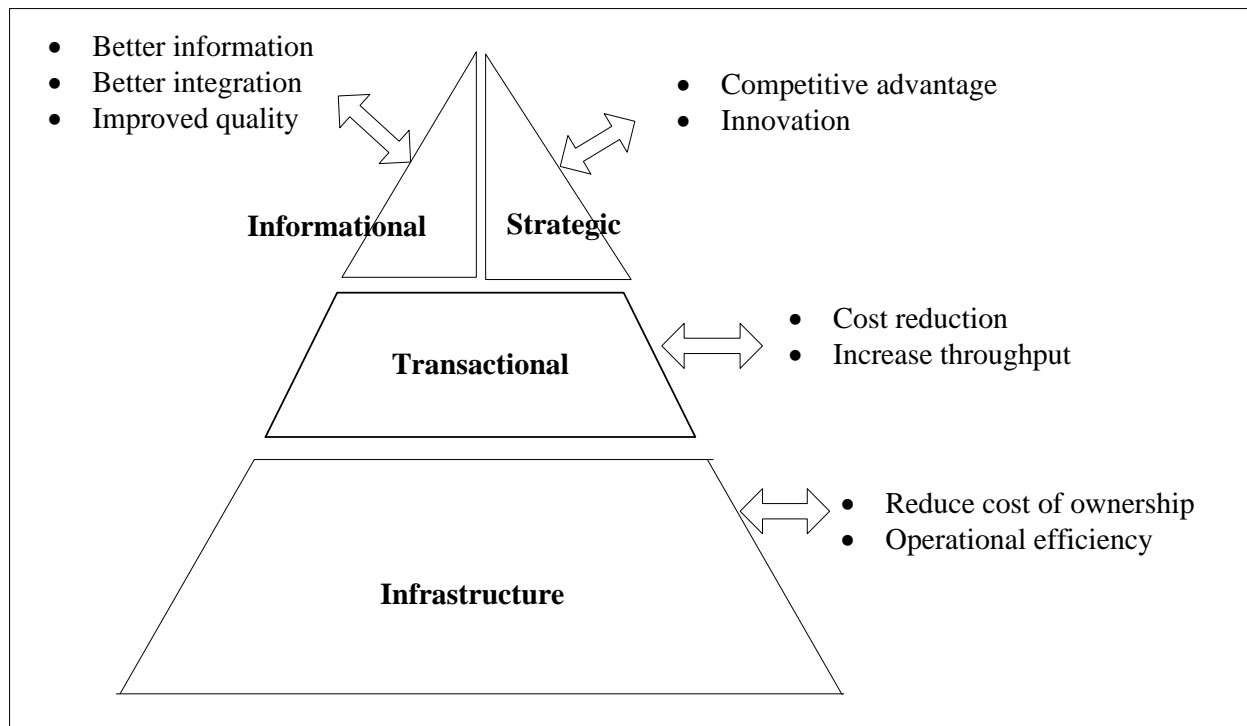 • Better information
• Better integration
• Improved quality
• Competitive advantage
• Innovation
Informational
Strategic
• Cost reduction
• Increase throughput
Transactional
• Reduce cost of ownership
• Operational efficiency
Infrastructure